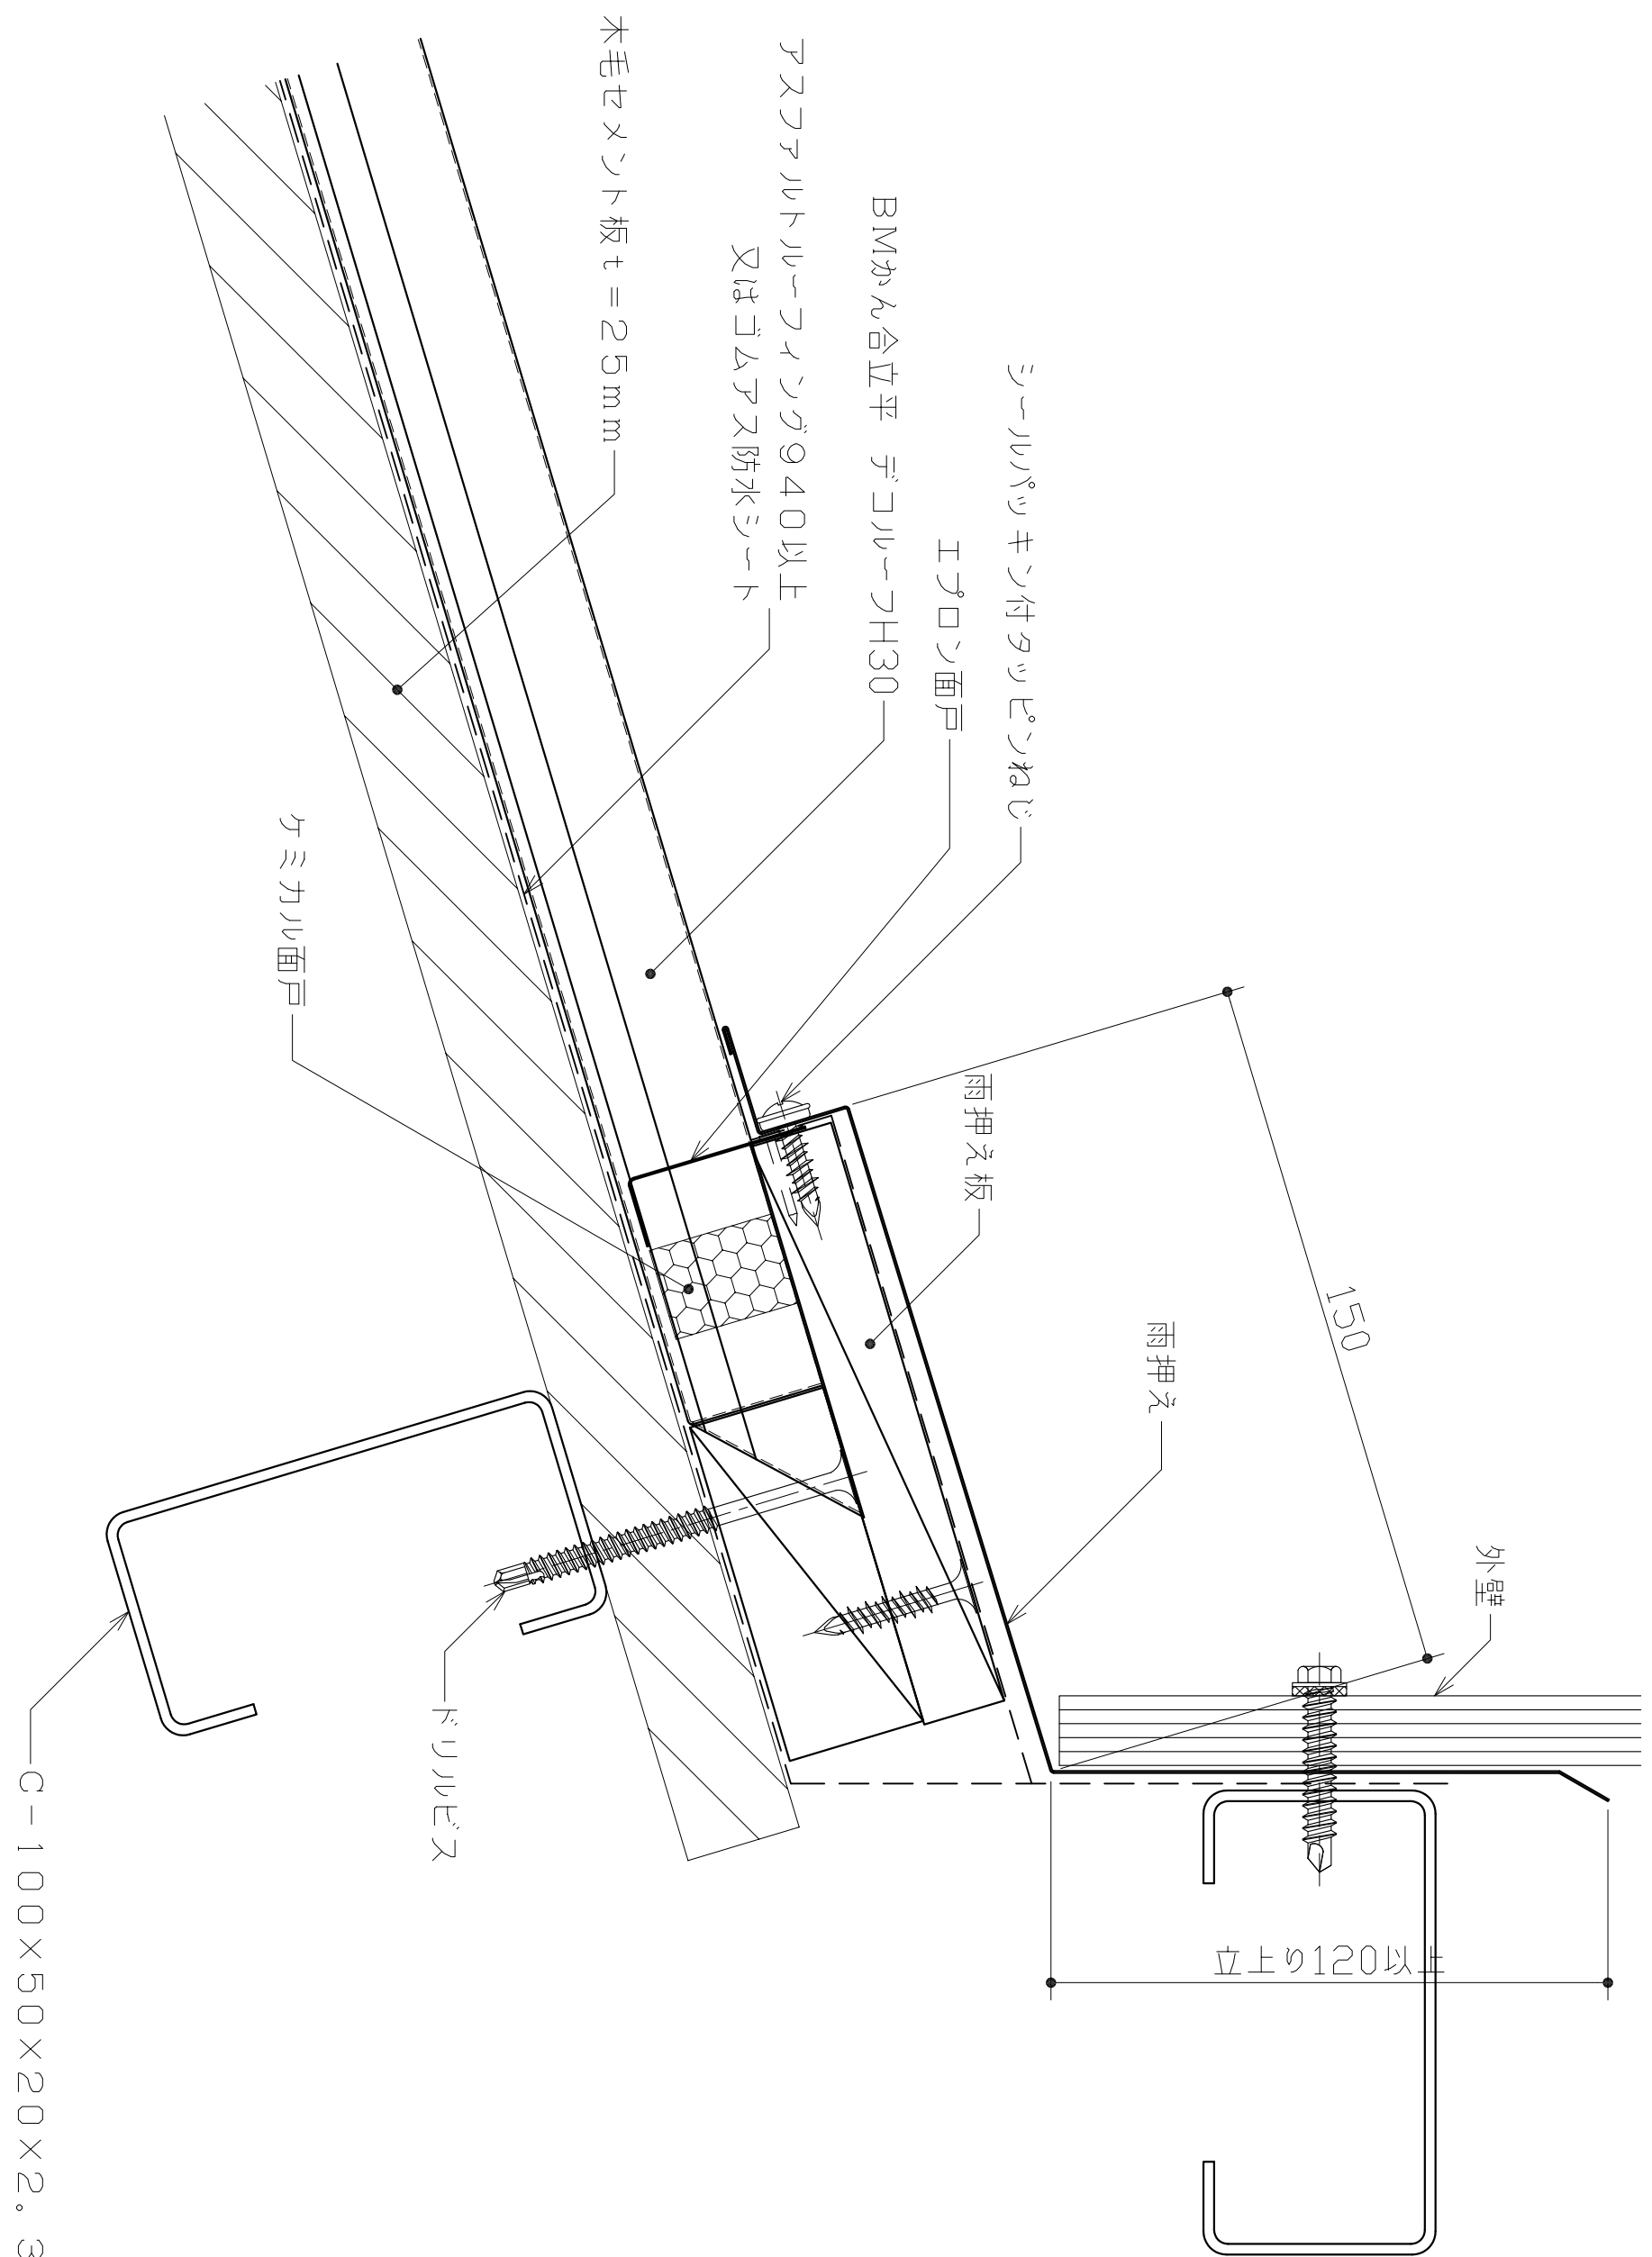 シールパッキン付タッピンねじ
エプロン面戸
BMかん合立平 デコルーフH30
アスファルトルーフィング940以上
又はゴムアス防水シート
木毛セメント板t=25mm
ケミカル面戸
雨押え板
150
雨押え
外壁
立上り120以上
ドリルビス
C-100×50×20×2.3